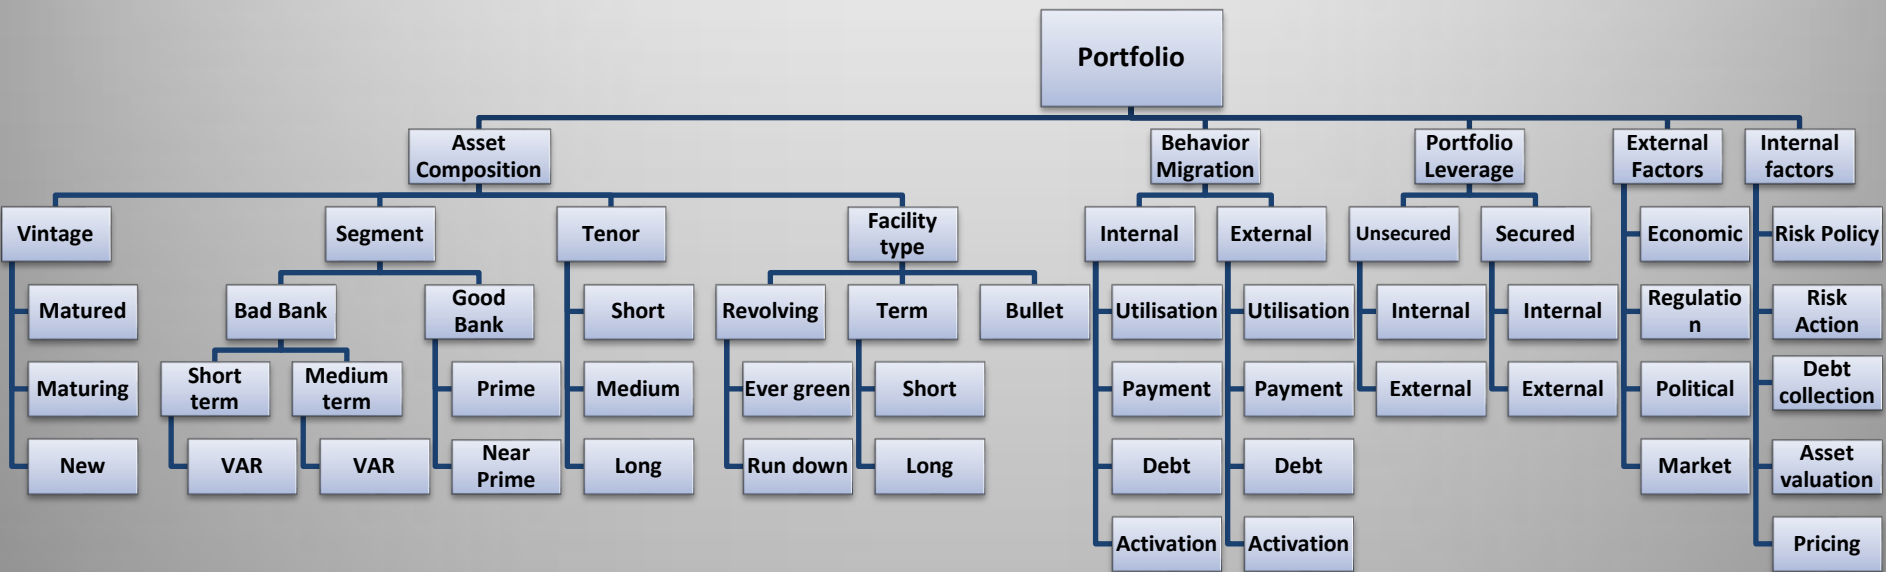 Portfolio
Asset
Composition
Behavior
Migration
Portfolio
Leverage
External
Factors
Internal
factors
Vintage
Segment
Tenor
Facility
type
Internal
External
Unsecured
Secured
Economic
Risk Policy
Matured
Bad Bank
Good
Bank
Short
Revolving
Term
Bullet
Utilisation
Utilisation
Internal
Internal
Regulatio
n
Risk
Action
Maturing
Short
term
Medium
term
Prime
Medium
Ever green
Short
Payment
Payment
External
External
Political
Debt
collection
New
VAR
VAR
Near
Prime
Long
Run down
Long
Debt
Debt
Market
Asset
valuation
Activation
Activation
Pricing